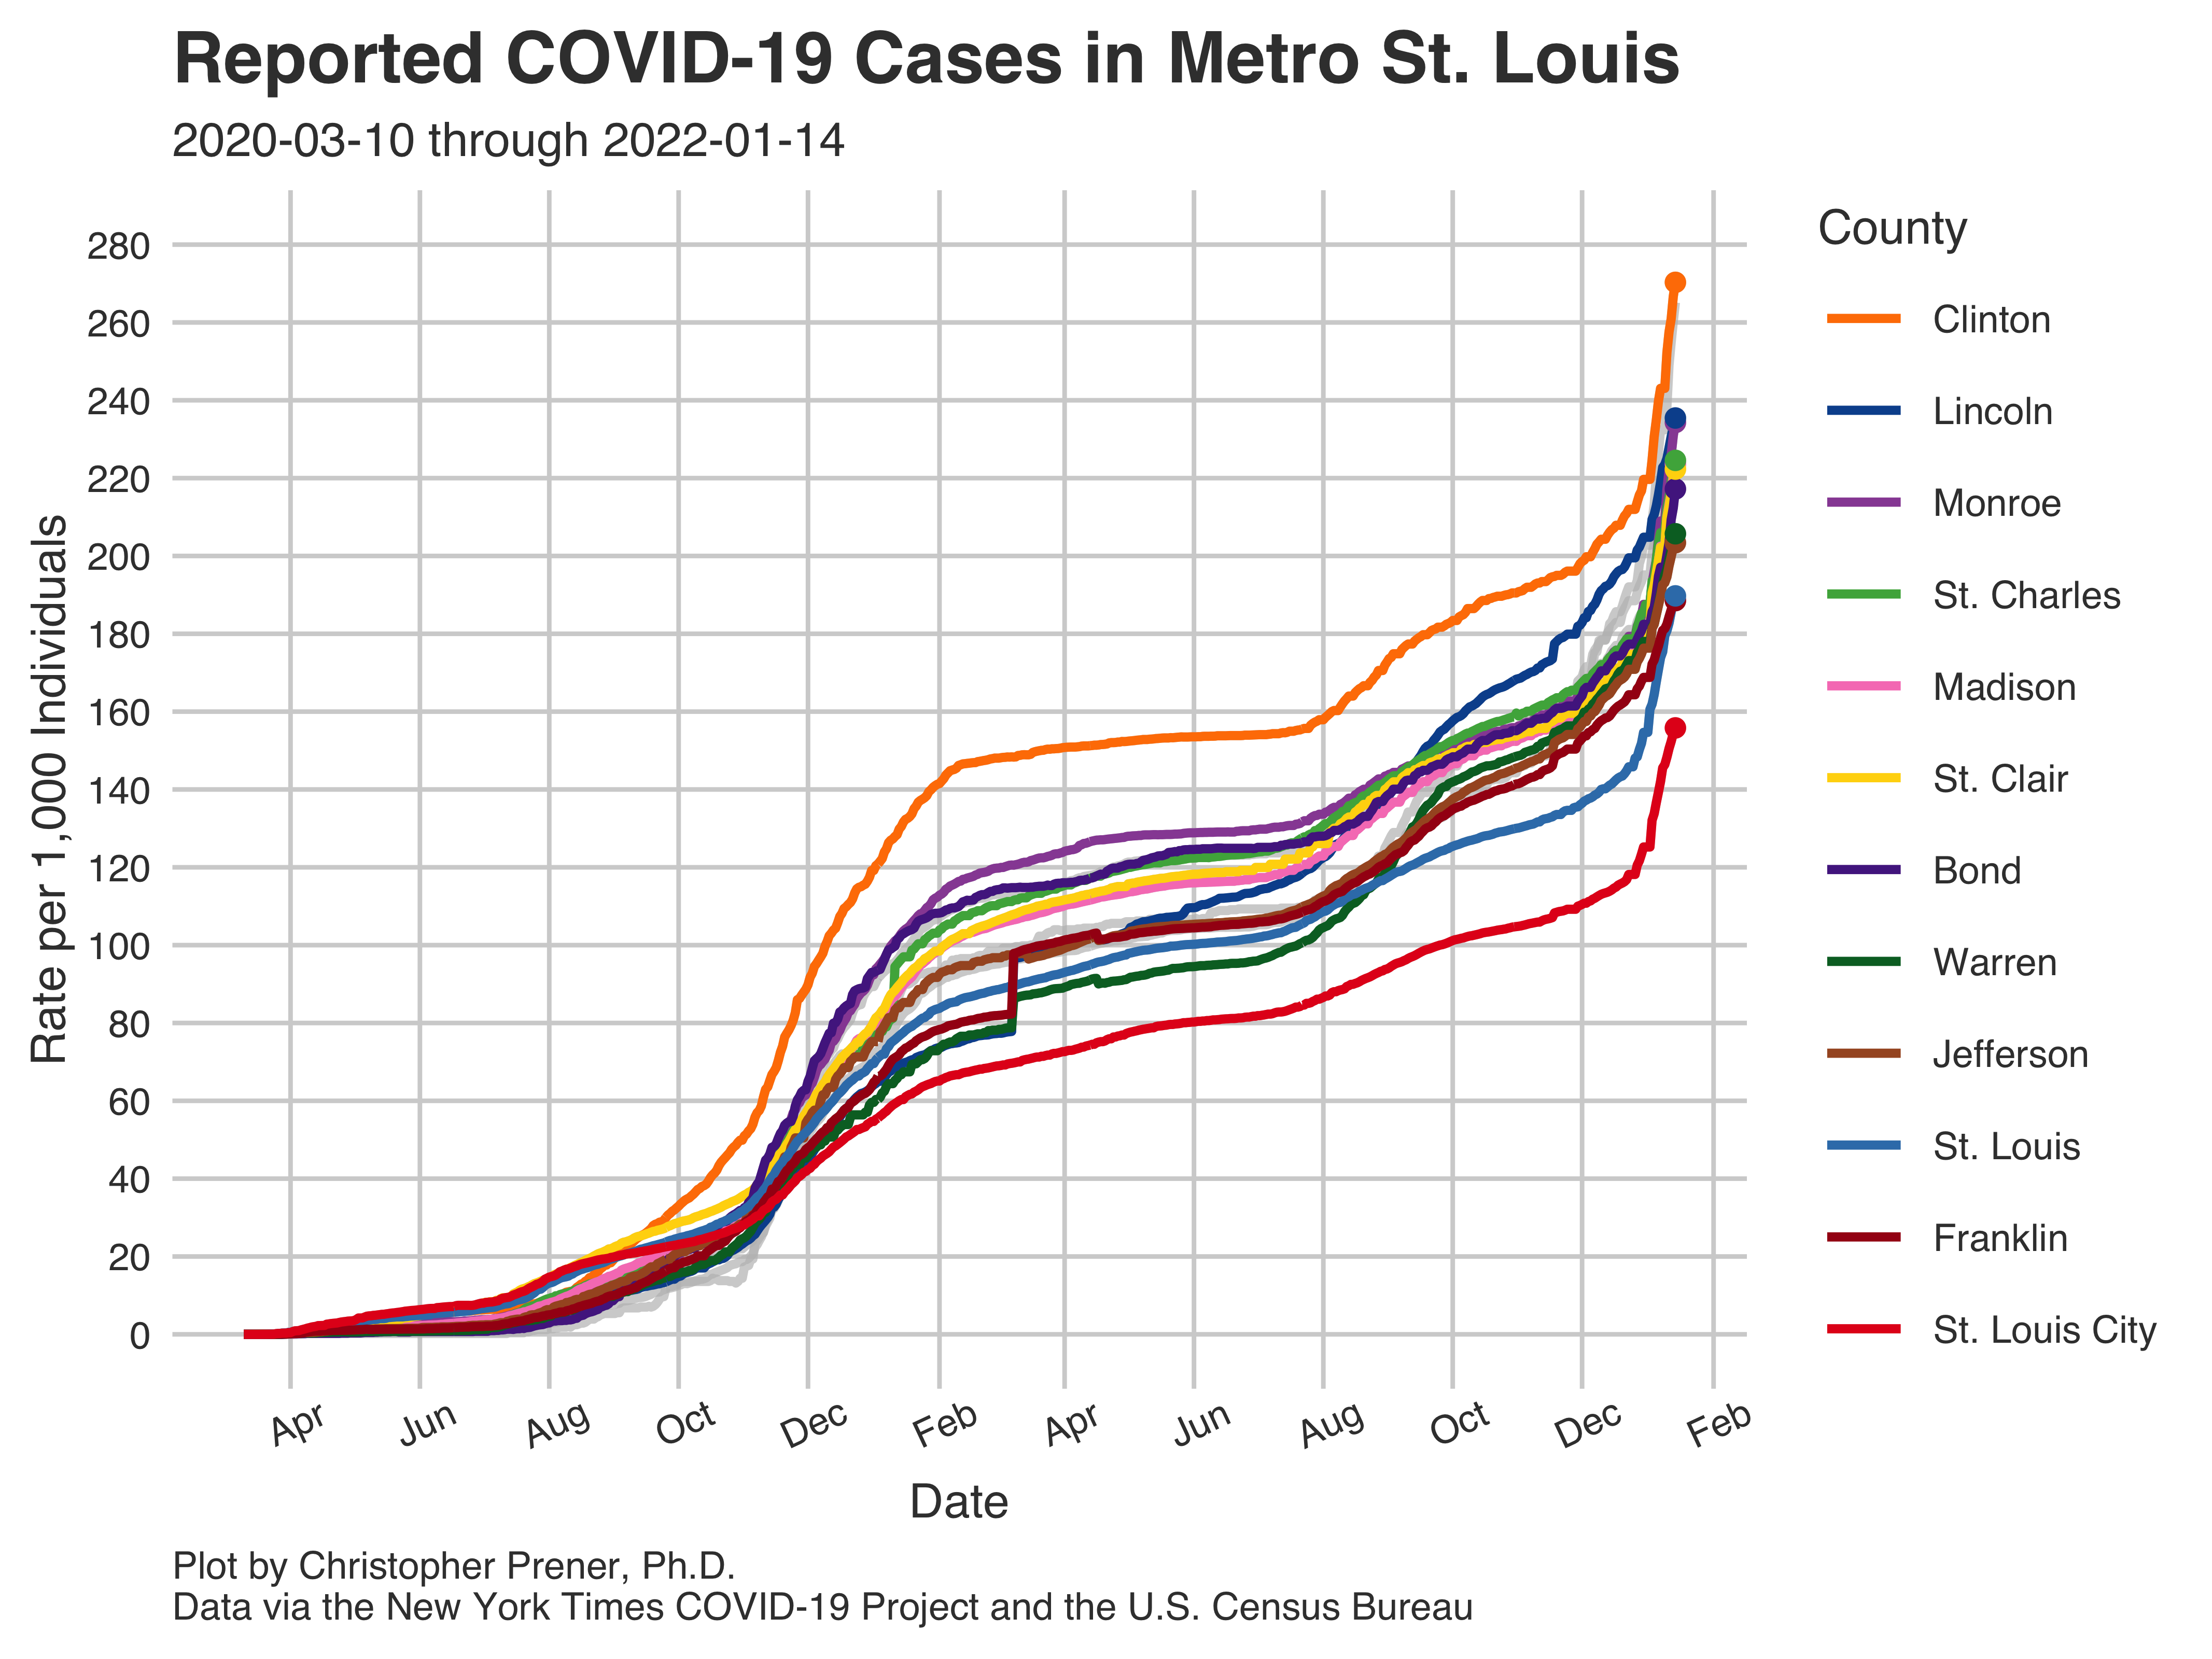 Reported COVID-19 Cases in Metro St. Louis
2020-03-10 through 2022-01-14
Rate per 1,000 Individuals
280
260
240
220
200
180
160
140
120
100
80
60
40
20
0
Apr
Jun
Aug
Oct
Dec
Feb
Apr
Jun
Aug
Oct
Dec
Feb
Date
County
Clinton
Lincoln
Monroe
St. Charles
Madison
St. Clair
Bond
Warren
Jefferson
St. Louis
Franklin
St. Louis City
Plot by Christopher Prener, Ph.D.
Data via the New York Times COVID-19 Project and the U.S. Census Bureau